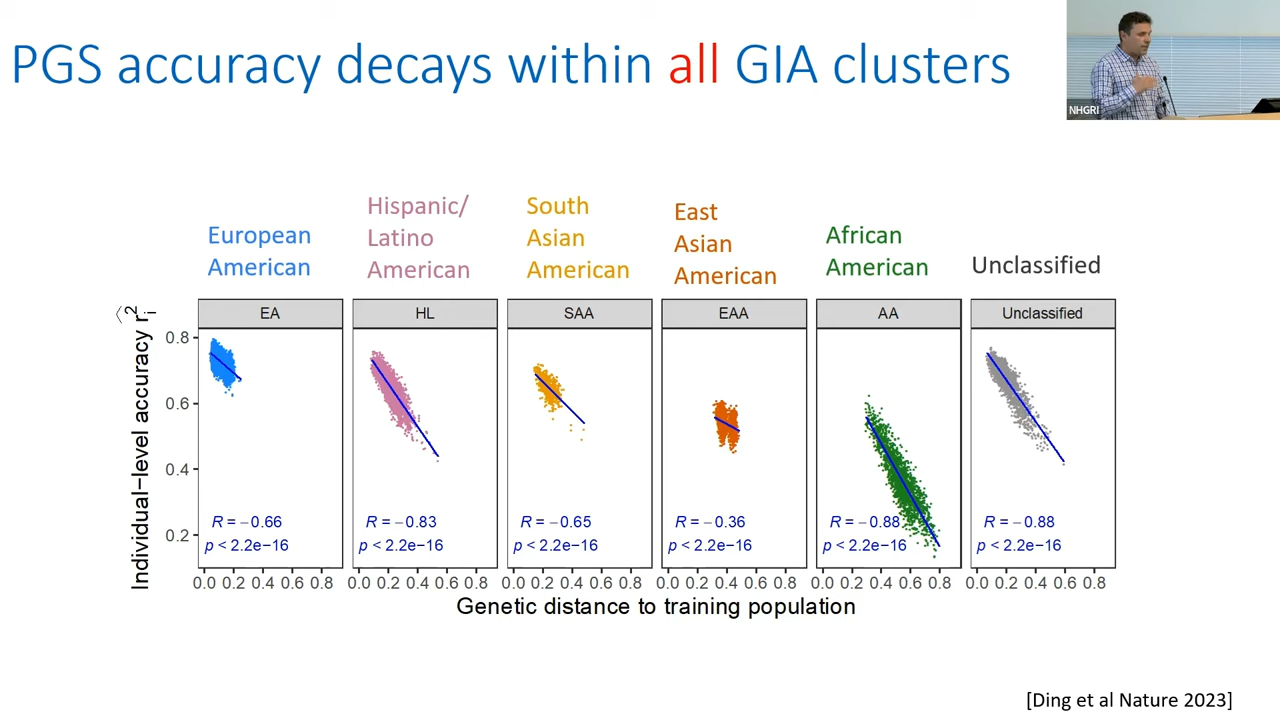 PGS accuracy decays within all GIA clusters
NHGRI
European
American
Hispanic/
Latino
American
South
Asian
American
East
Asian
American
African
American
Unclassified
EA
HL
SAA
EAA
AA
Unclassified
Individual−level accuracy r̂ᵢ²
0.8
0.6
0.4
0.2
R = −0.66
p < 2.2e−16
R = −0.83
p < 2.2e−16
R = −0.65
p < 2.2e−16
R = −0.36
p < 2.2e−16
R = −0.88
p < 2.2e−16
R = −0.88
p < 2.2e−16
0.0 0.2 0.4 0.6 0.8
0.0 0.2 0.4 0.6 0.8
0.0 0.2 0.4 0.6 0.8
0.0 0.2 0.4 0.6 0.8
0.0 0.2 0.4 0.6 0.8
0.0 0.2 0.4 0.6 0.8
Genetic distance to training population
[Ding et al Nature 2023]